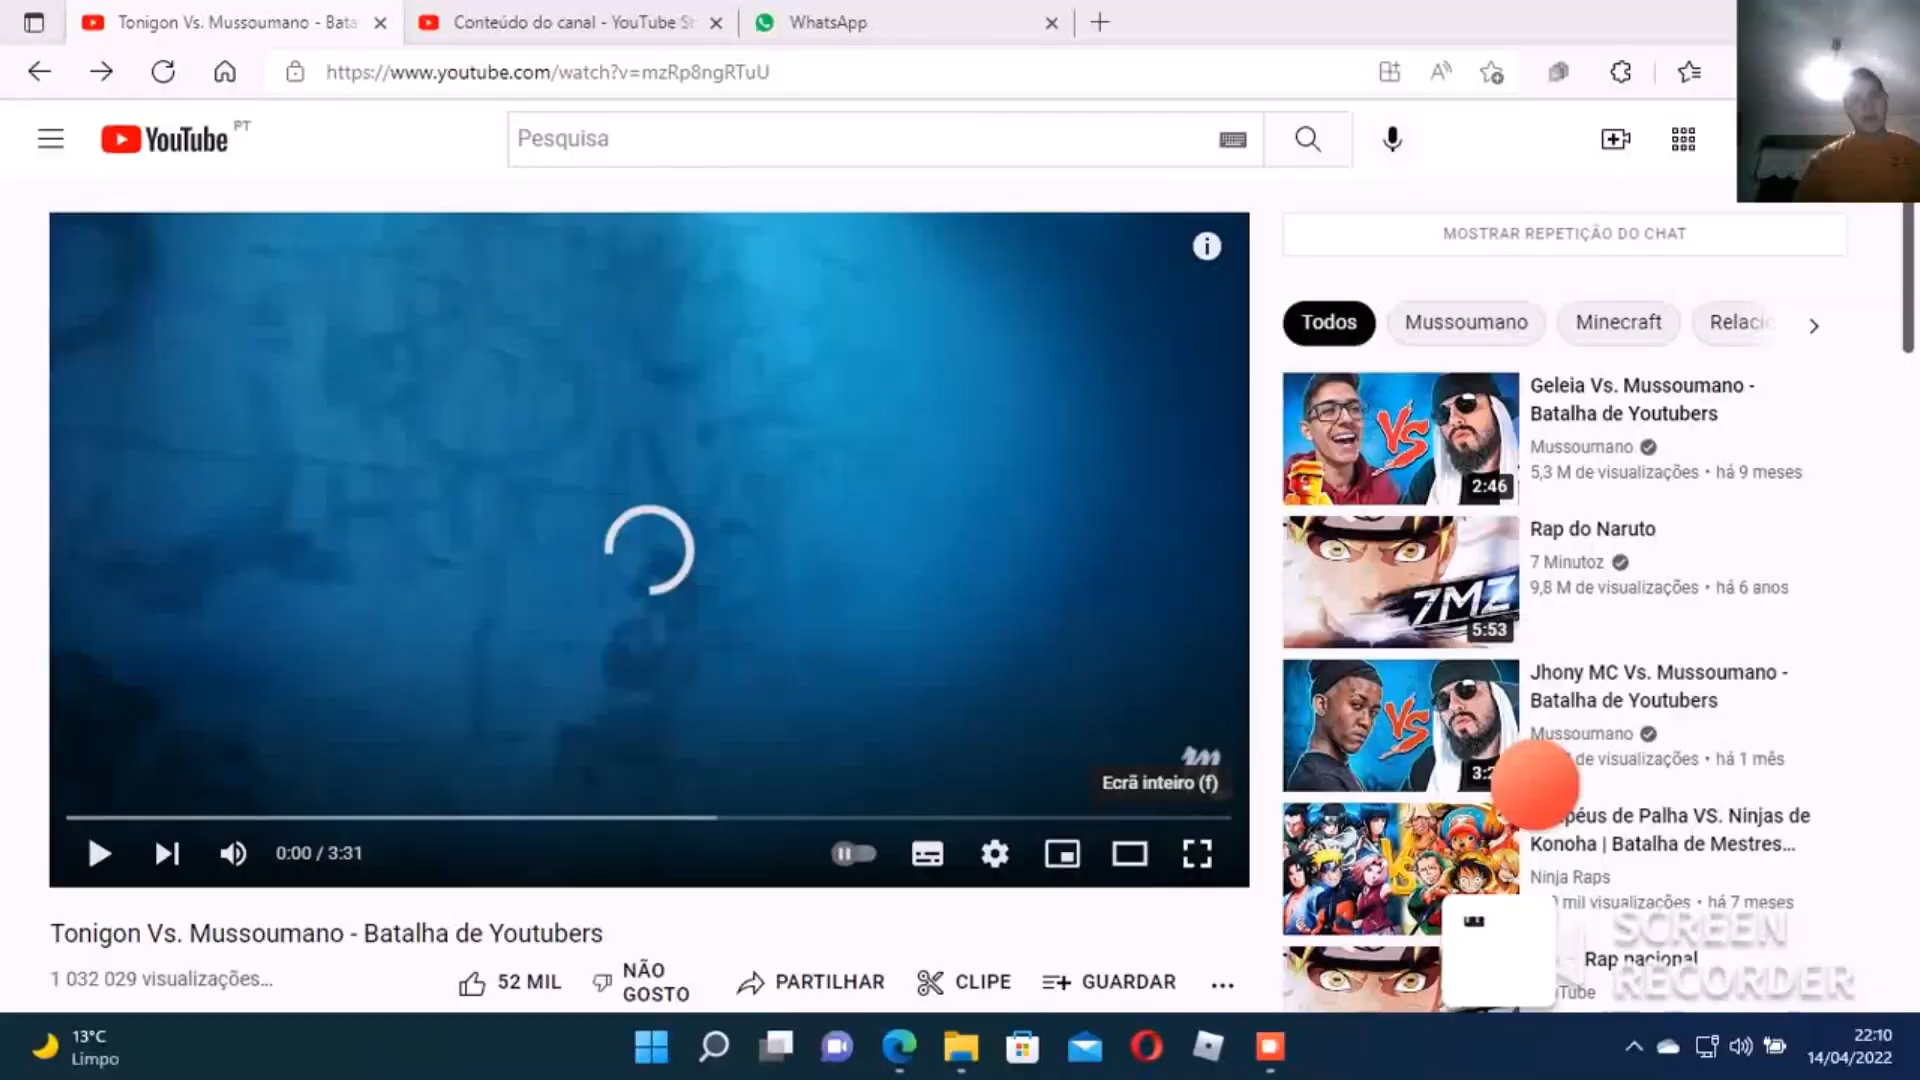 Tonigon Vs. Mussoumano - Bata
Conteúdo do canal - YouTube St
WhatsApp
https://www.youtube.com/watch?v=mzRp8ngRTuU
YouTube PT
Pesquisa
MOSTRAR REPETIÇÃO DO CHAT
Todos
Mussoumano
Minecraft
Relacio
VS
2:46
Geleia Vs. Mussoumano -
Batalha de Youtubers
Mussoumano
5,3 M de visualizações • há 9 meses
7MZ
5:53
Rap do Naruto
7 Minutoz
9,8 M de visualizações • há 6 anos
VS
3:2
Jhony MC Vs. Mussoumano -
Batalha de Youtubers
Mussoumano
de visualizações • há 1 mês
VS
péus de Palha VS. Ninjas de
Konoha | Batalha de Mestres...
Ninja Raps
mil visualizações • há 7 meses
Rap nacional
Tube
SCREEN
RECORDER
Ecrã inteiro (f)
0:00 / 3:31
Tonigon Vs. Mussoumano - Batalha de Youtubers
1 032 029 visualizações...
52 MIL
NÃO
GOSTO
PARTILHAR
CLIPE
GUARDAR
13°C
Limpo
22:10
14/04/2022